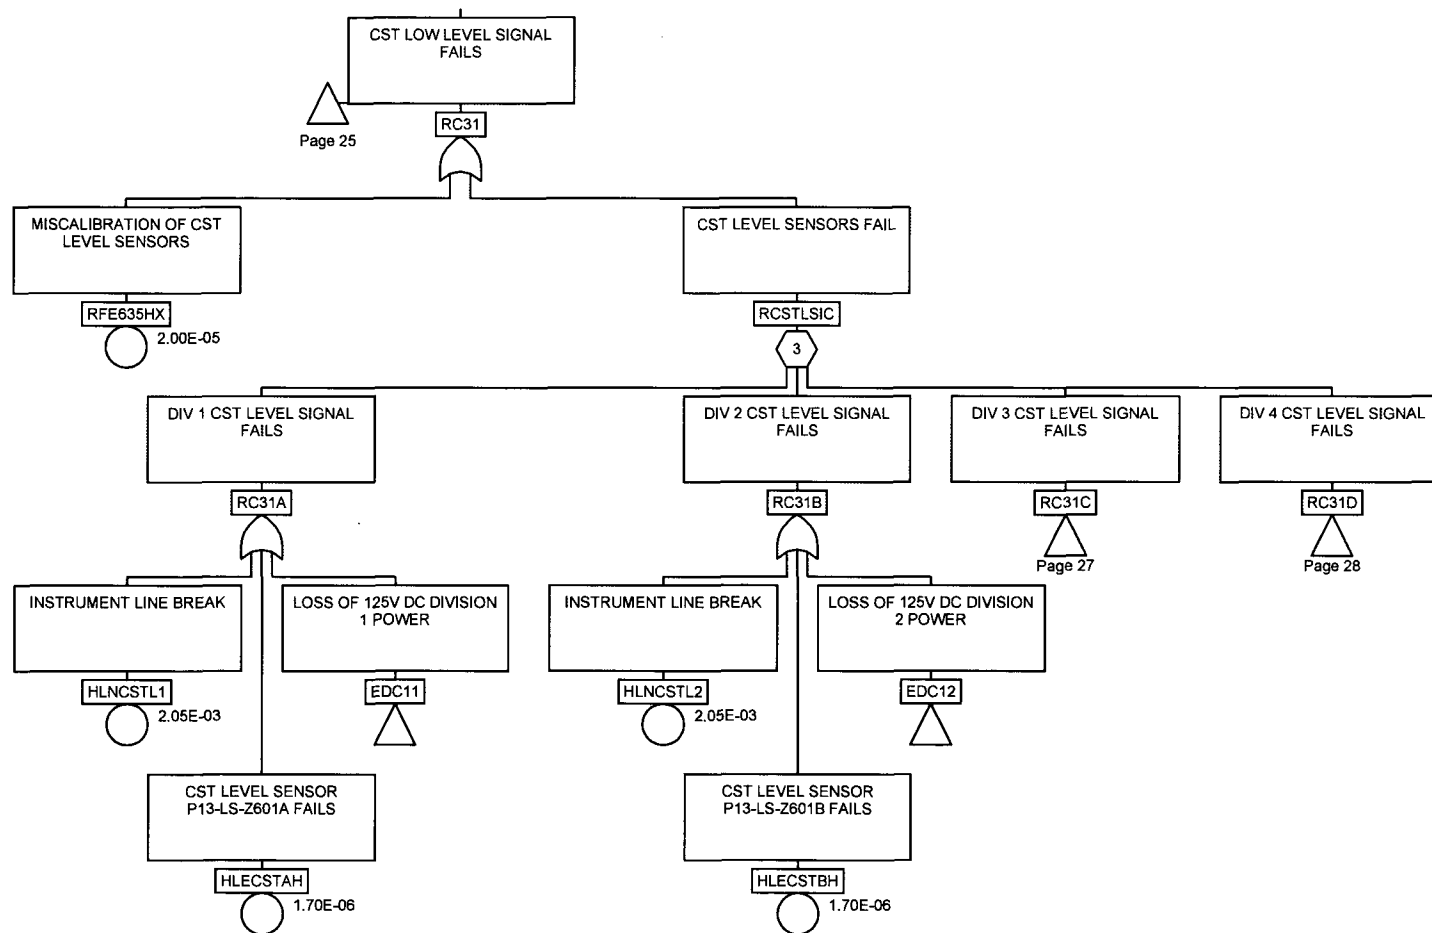 CST LOW LEVEL SIGNAL
FAILS
Page 25
RC31
MISCALIBRATION OF CST
LEVEL SENSORS
RFE635HX
2.00E-05
CST LEVEL SENSORS FAIL
RCSTLSIC
3
DIV 1 CST LEVEL SIGNAL
FAILS
RC31A
DIV 2 CST LEVEL SIGNAL
FAILS
RC31B
DIV 3 CST LEVEL SIGNAL
FAILS
RC31C
Page 27
DIV 4 CST LEVEL SIGNAL
FAILS
RC31D
Page 28
INSTRUMENT LINE BREAK
HLNCSTL1
2.05E-03
LOSS OF 125V DC DIVISION
1 POWER
EDC11
INSTRUMENT LINE BREAK
HLNCSTL2
2.05E-03
LOSS OF 125V DC DIVISION
2 POWER
EDC12
CST LEVEL SENSOR
P13-LS-Z601A FAILS
HLECSTAH
1.70E-06
CST LEVEL SENSOR
P13-LS-Z601B FAILS
HLECSTBH
1.70E-06